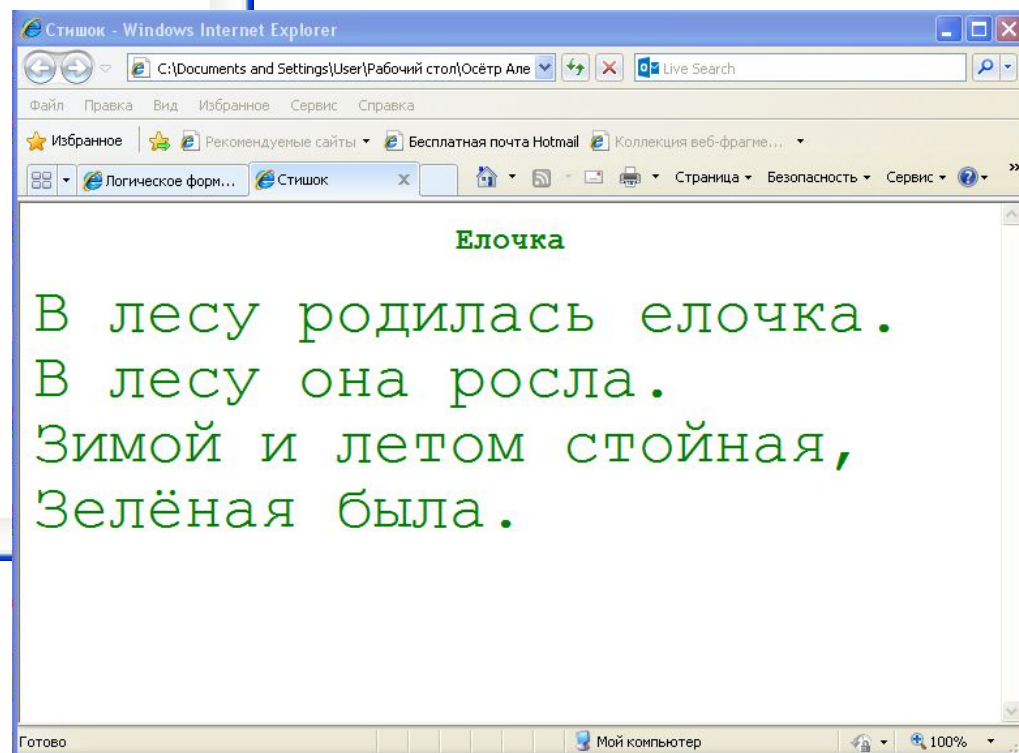 Стишок - Windows Internet Explorer
C:\Documents and Settings\User\Рабочий стол\Осётр Але
Live Search
Файл Правка Вид Избранное Сервис Справка
Избранное Рекомендуемые сайты Бесплатная почта Hotmail Коллекция веб-фрагме...
Логическое форм... Стишок Страница Безопасность Сервис
Елочка
В лесу родилась елочка.
В лесу она росла.
Зимой и летом стойная,
Зелёная была.
Готово Мой компьютер 100%